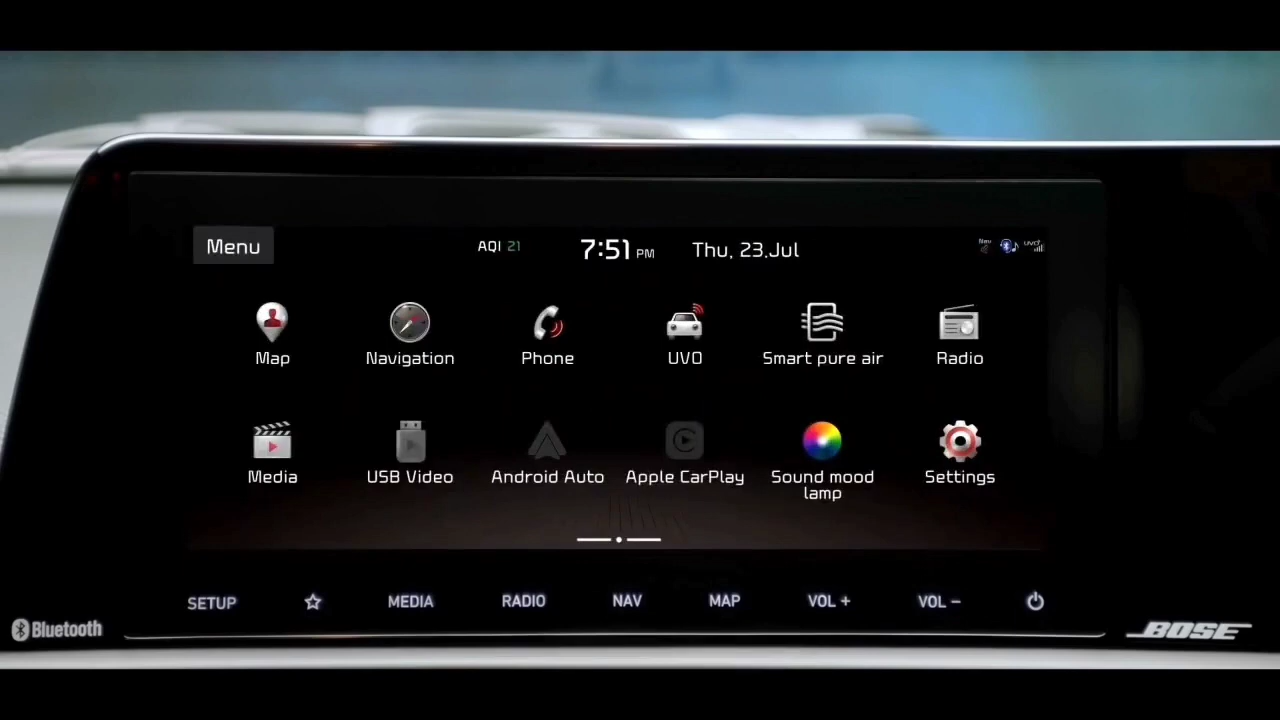 Menu
AQI 21
7:51 PM
Thu, 23.Jul
UVO
Map
Navigation
Phone
UVO
Smart pure air
Radio
Media
USB Video
Android Auto
Apple CarPlay
Sound mood
lamp
Settings
SETUP
MEDIA
RADIO
NAV
MAP
VOL +
VOL –
Bluetooth
BOSE